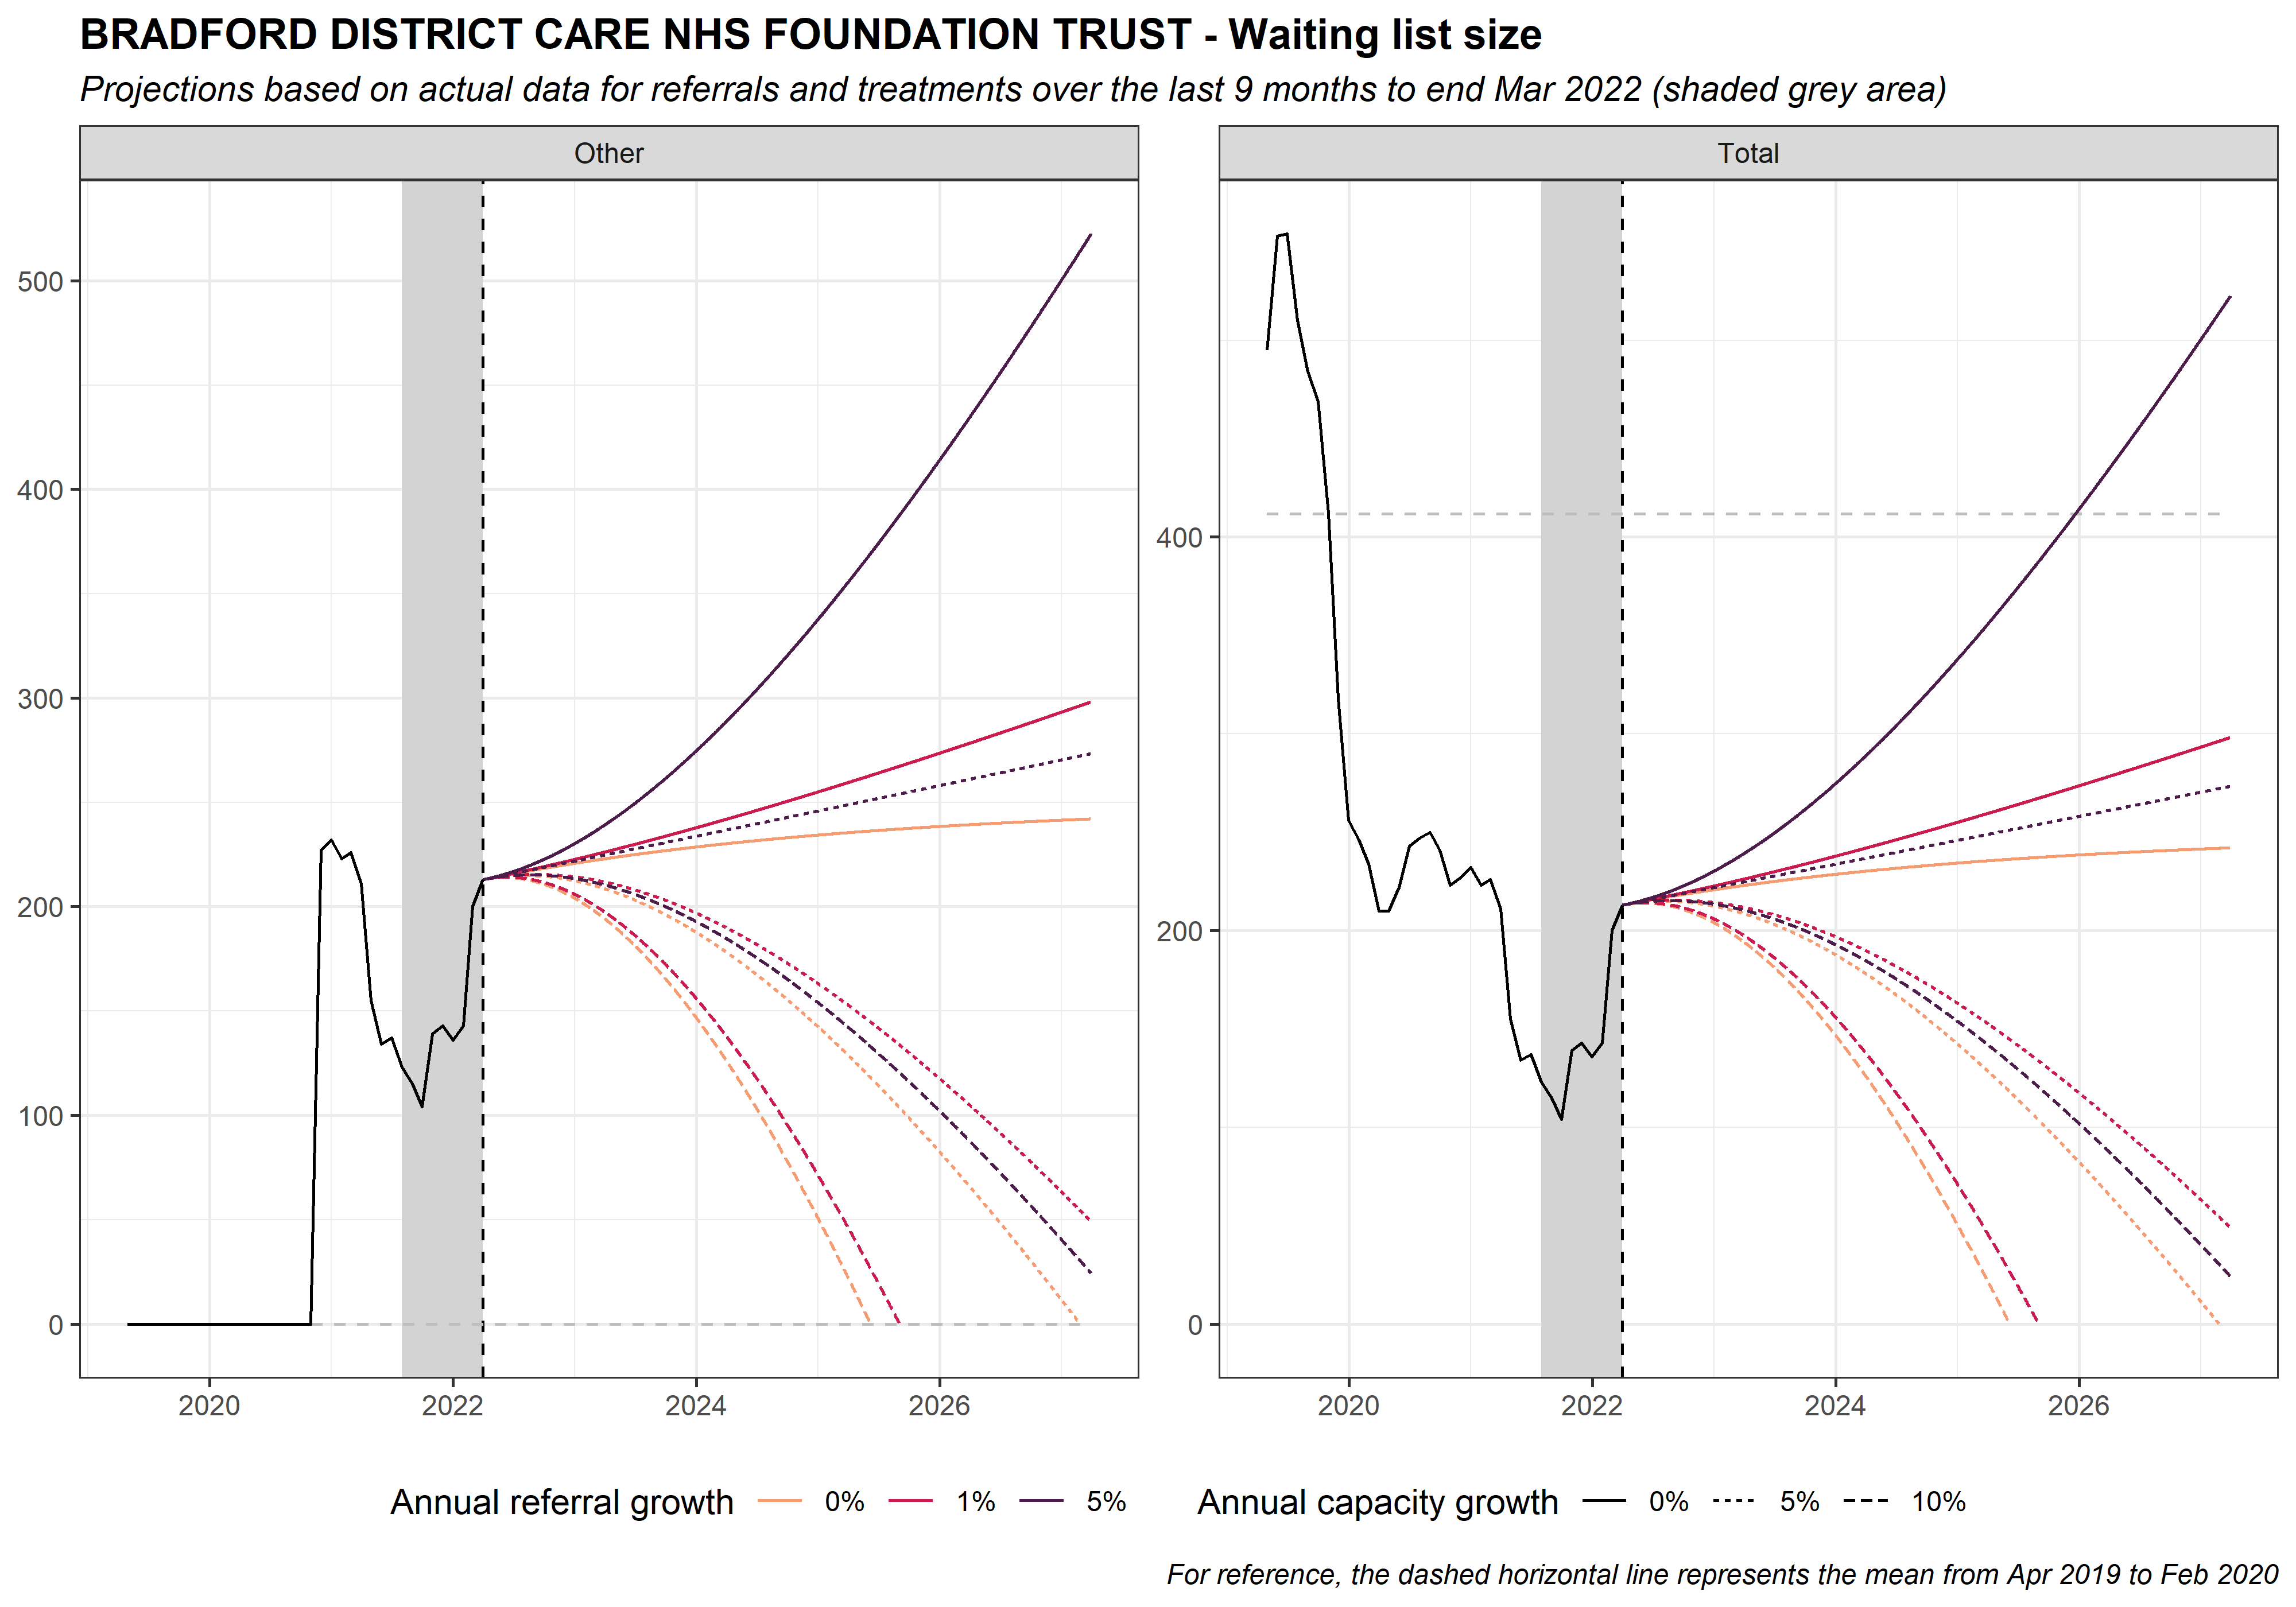 BRADFORD DISTRICT CARE NHS FOUNDATION TRUST - Waiting list size
Projections based on actual data for referrals and treatments over the last 9 months to end Mar 2022 (shaded grey area)
Other
500
400
300
200
100
0
2020 2022 2024 2026
Total
400
200
0
2020 2022 2024 2026
Annual referral growth 0% 1% 5%
Annual capacity growth 0% 5% 10%
For reference, the dashed horizontal line represents the mean from Apr 2019 to Feb 2020